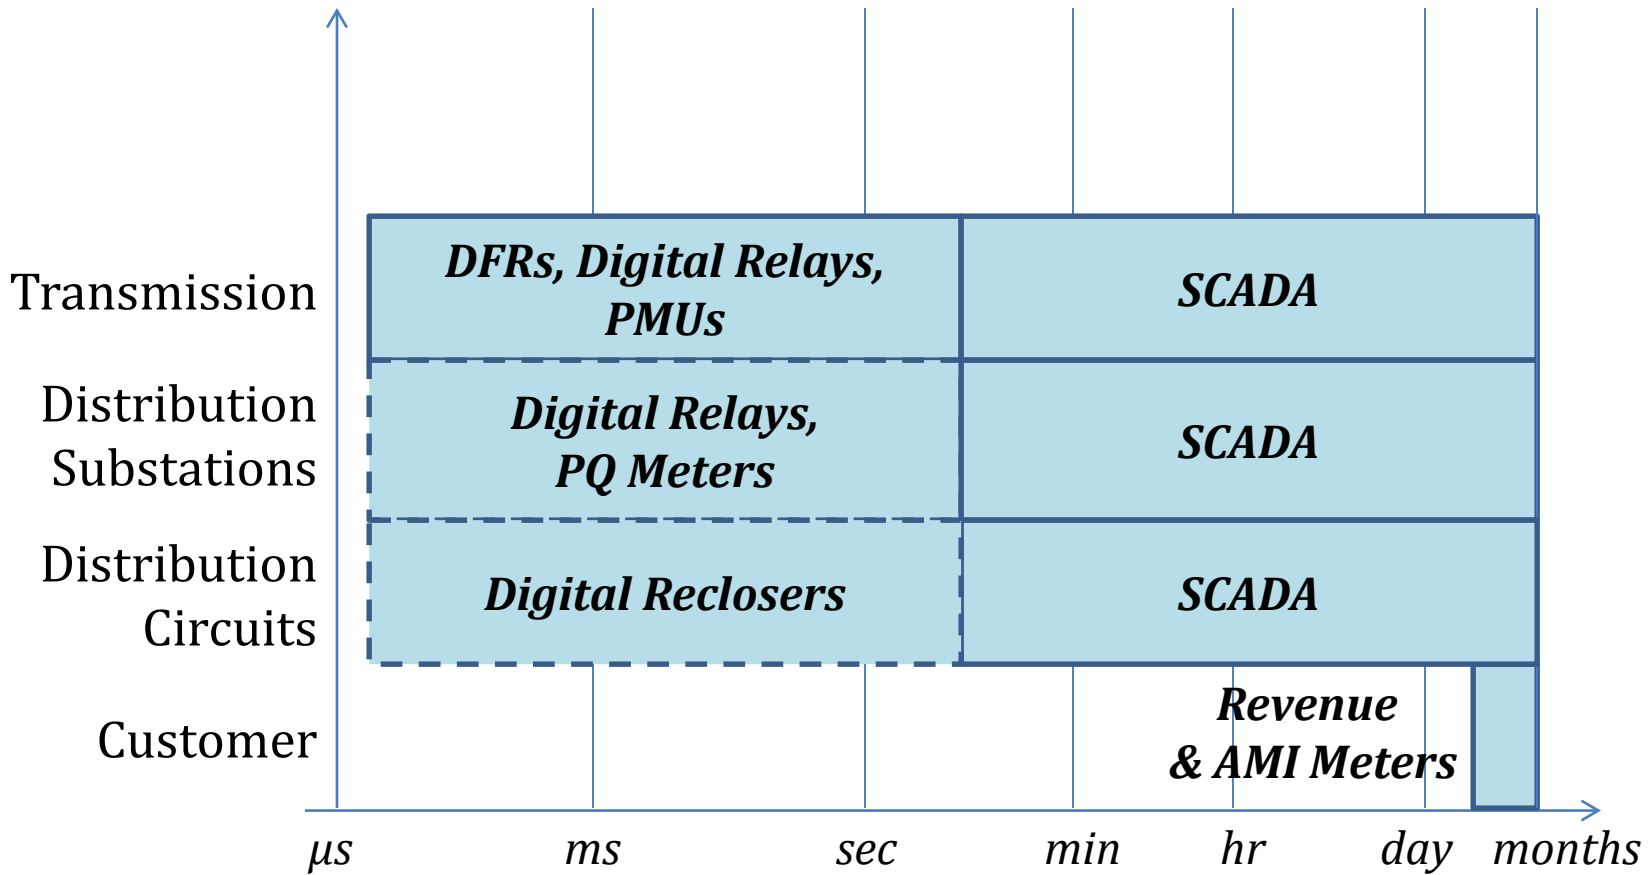 Transmission
DFRs, Digital Relays,
PMUs
SCADA
Distribution
Substations
Digital Relays,
PQ Meters
SCADA
Distribution
Circuits
Digital Reclosers
SCADA
Customer
Revenue
& AMI Meters
μs ms sec min hr day months